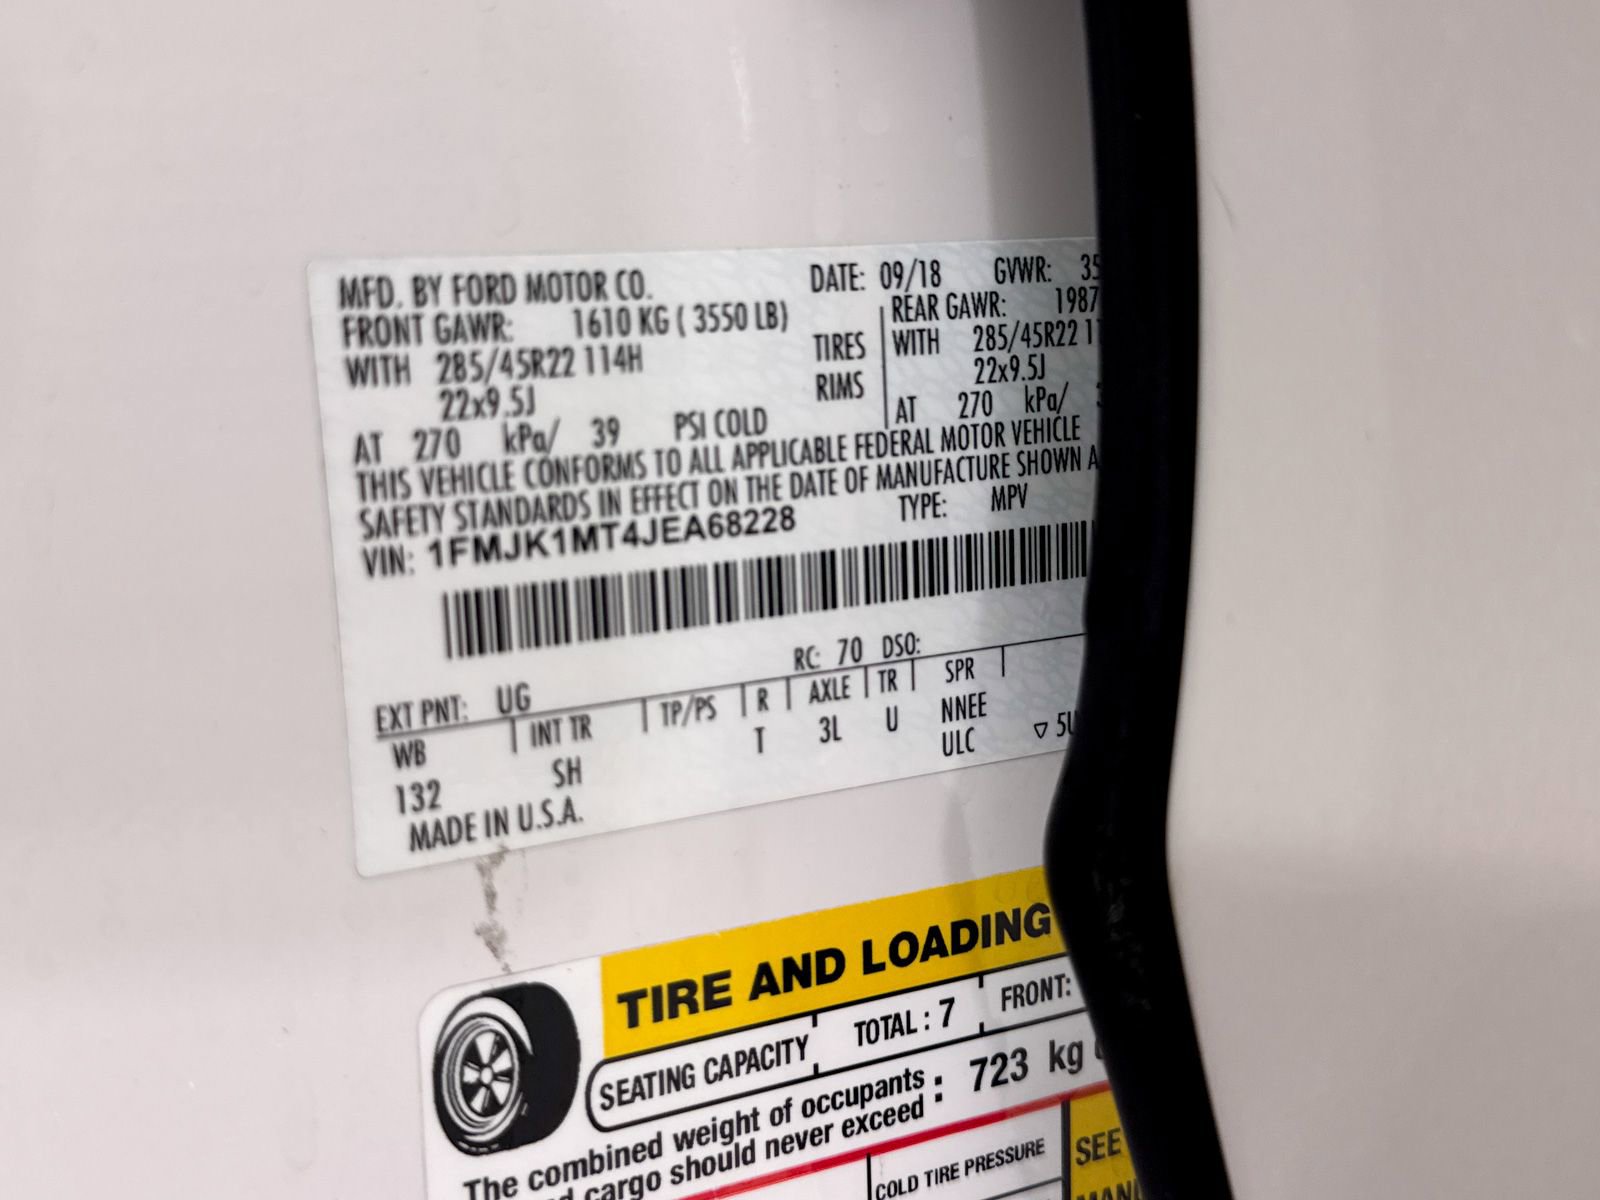 MFD. BY FORD MOTOR CO. DATE: 09/18 GVWR: 35
FRONT GAWR: 1610 KG ( 3550 LB) REAR GAWR: 1987
WITH 285/45R22 114H TIRES WITH 285/45R22 1
22x9.5J RIMS 22x9.5J
AT 270 kPa/ 39 PSI COLD AT 270 kPa/
THIS VEHICLE CONFORMS TO ALL APPLICABLE FEDERAL MOTOR VEHICLE
SAFETY STANDARDS IN EFFECT ON THE DATE OF MANUFACTURE SHOWN A
VIN: 1FMJK1MT4JEA68228 TYPE: MPV
RC: 70 DSO:
EXT PNT: UG
WB INT TR TP/PS R AXLE TR SPR
132 SH T 3L U NNEE
ULC ▽ 5U
MADE IN U.S.A.
TIRE AND LOADING
SEATING CAPACITY TOTAL : 7 FRONT:
The combined weight of occupants : 723 kg
cargo should never exceed :
COLD TIRE PRESSURE SEE